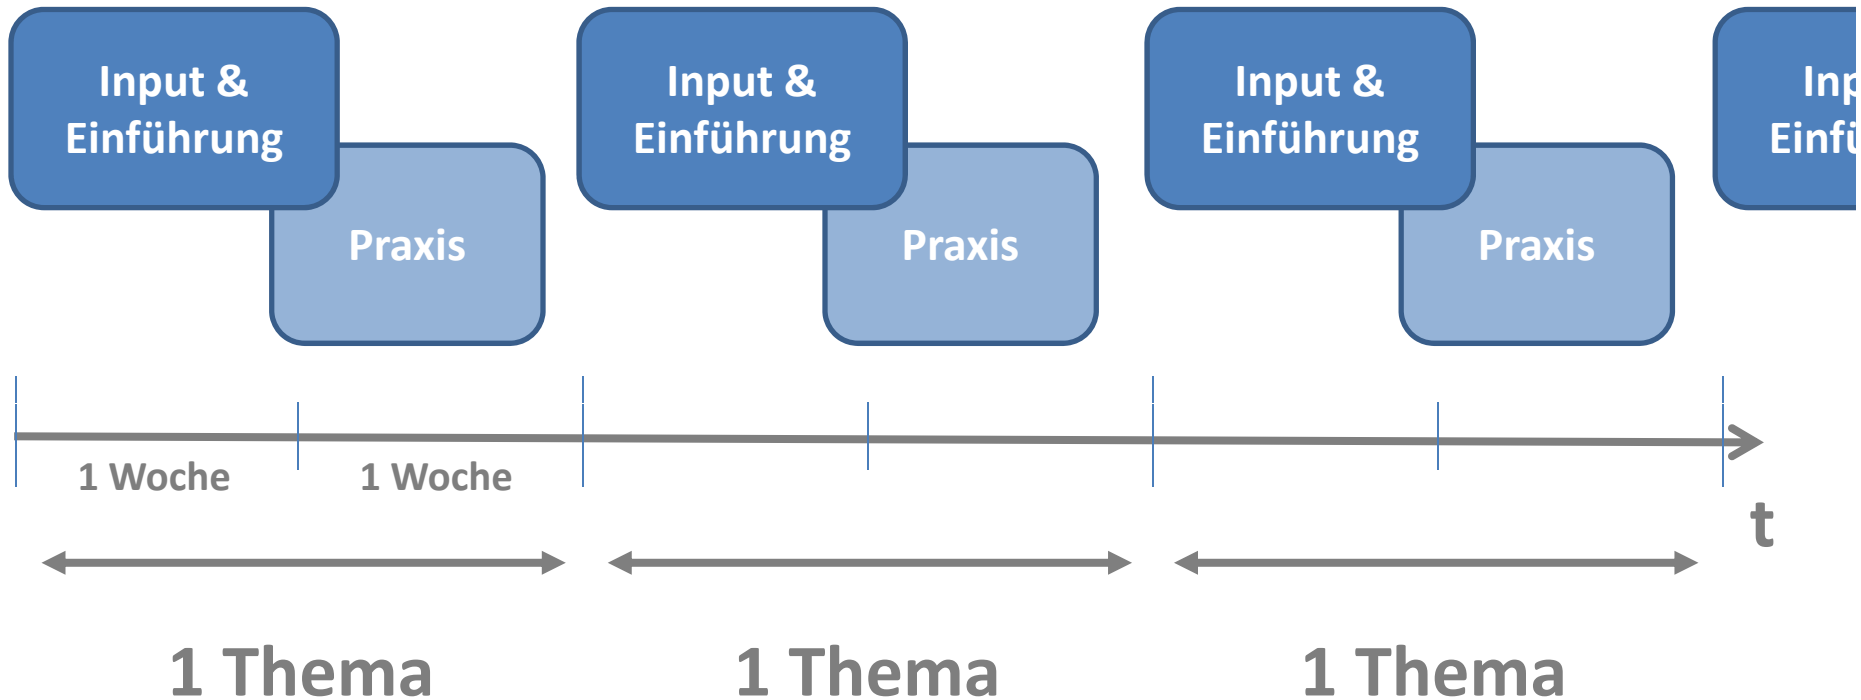 Input &
Einführung
Praxis
Input &
Einführung
Praxis
Input &
Einführung
Praxis
1 Woche
1 Woche
t
1 Thema
1 Thema
1 Thema